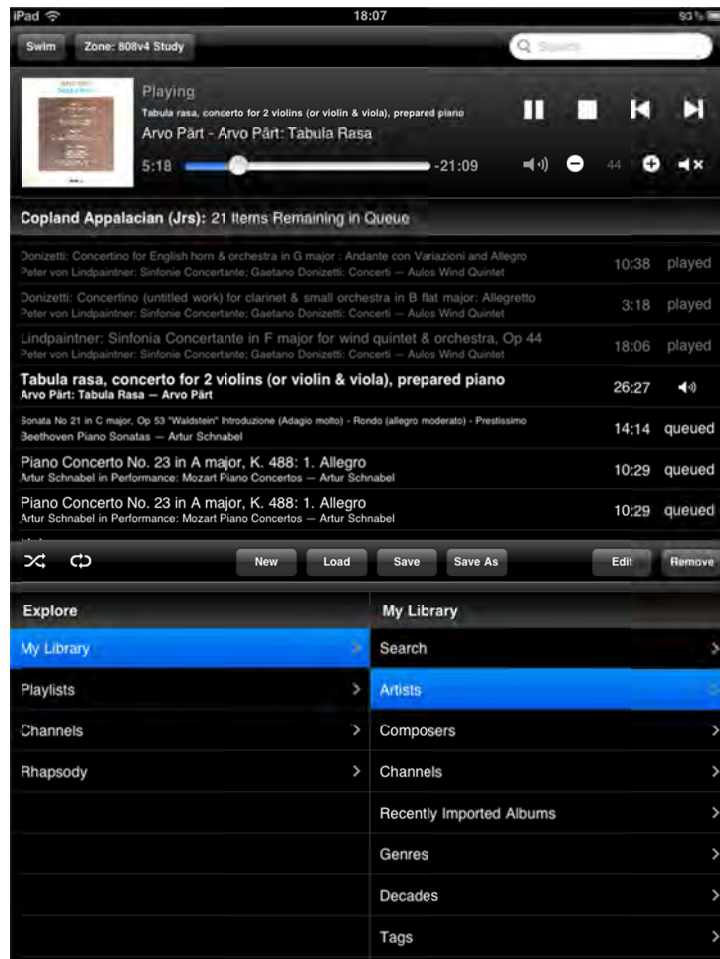 iPad 18:07 93%
Swim Zone: 808v4 Study Search
Playing
Tabula rasa, concerto for 2 violins (or violin & viola), prepared piano
Arvo Pärt - Arvo Pärt: Tabula Rasa
5:18 -21:09 44
Copland Appalacian (Jrs): 21 Items Remaining in Queue
Donizetti: Concertino for English horn & orchestra in G major : Andante con Variazioni and Allegro
Peter von Lindpaintner: Sinfonie Concertante; Gaetano Donizetti: Concerti — Aulos Wind Quintet
10:38 played
Donizetti: Concertino (untitled work) for clarinet & small orchestra in B flat major: Allegretto
Peter von Lindpaintner: Sinfonie Concertante; Gaetano Donizetti: Concerti — Aulos Wind Quintet
3:18 played
Lindpaintner: Sinfonia Concertante in F major for wind quintet & orchestra, Op 44
Peter von Lindpaintner: Sinfonie Concertante; Gaetano Donizetti: Concerti — Aulos Wind Quintet
18:06 played
Tabula rasa, concerto for 2 violins (or violin & viola), prepared piano
Arvo Pärt: Tabula Rasa — Arvo Pärt
26:27
Sonata No 21 in C major, Op 53 "Waldstein" Introduzione (Adagio molto) - Rondo (allegro moderato) - Prestissimo
Beethoven Piano Sonatas — Artur Schnabel
14:14 queued
Piano Concerto No. 23 in A major, K. 488: 1. Allegro
Artur Schnabel in Performance: Mozart Piano Concertos — Artur Schnabel
10:29 queued
Piano Concerto No. 23 in A major, K. 488: 1. Allegro
Artur Schnabel in Performance: Mozart Piano Concertos — Artur Schnabel
10:29 queued
New Load Save Save As Edit Remove
Explore
My Library
Playlists
Channels
Rhapsody
My Library
Search
Artists
Composers
Channels
Recently Imported Albums
Genres
Decades
Tags